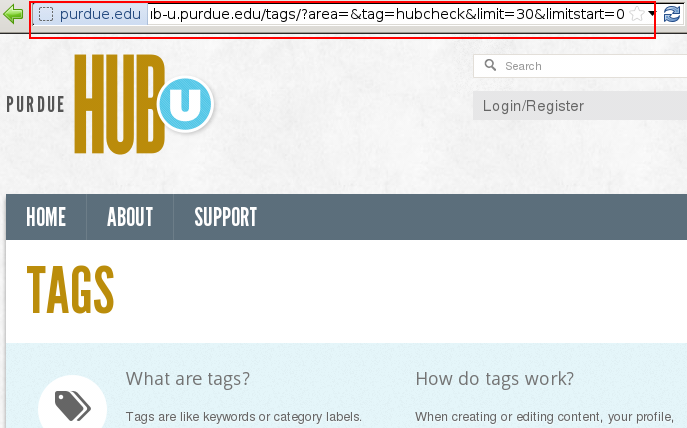 purdue.edu ub-u.purdue.edu/tags/?area=&tag=hubcheck&limit=30&limitstart=0
Search
PURDUE HUB U
Login/Register
HOME ABOUT SUPPORT
TAGS
What are tags?
Tags are like keywords or category labels.
How do tags work?
When creating or editing content, your profile,